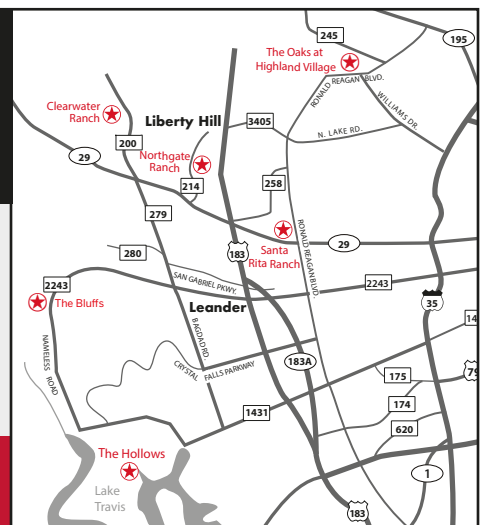 245
195
The Oaks at
Highland Village
RONALD REAGAN BLVD.
WILLIAMS DR.
Clearwater
Ranch
Liberty Hill
3405
N. LAKE RD.
200
29
Northgate
Ranch
214
258
279
RONALD REAGAN BLVD.
Santa
Rita Ranch
29
280
183
2243
SAN GABRIEL PKWY.
2243
The Bluffs
Leander
35
14
NAMELESS ROAD
BAGDAD RD.
CRYSTAL FALLS PARKWAY
183A
175
79
174
1431
620
The Hollows
1
Lake
Travis
183